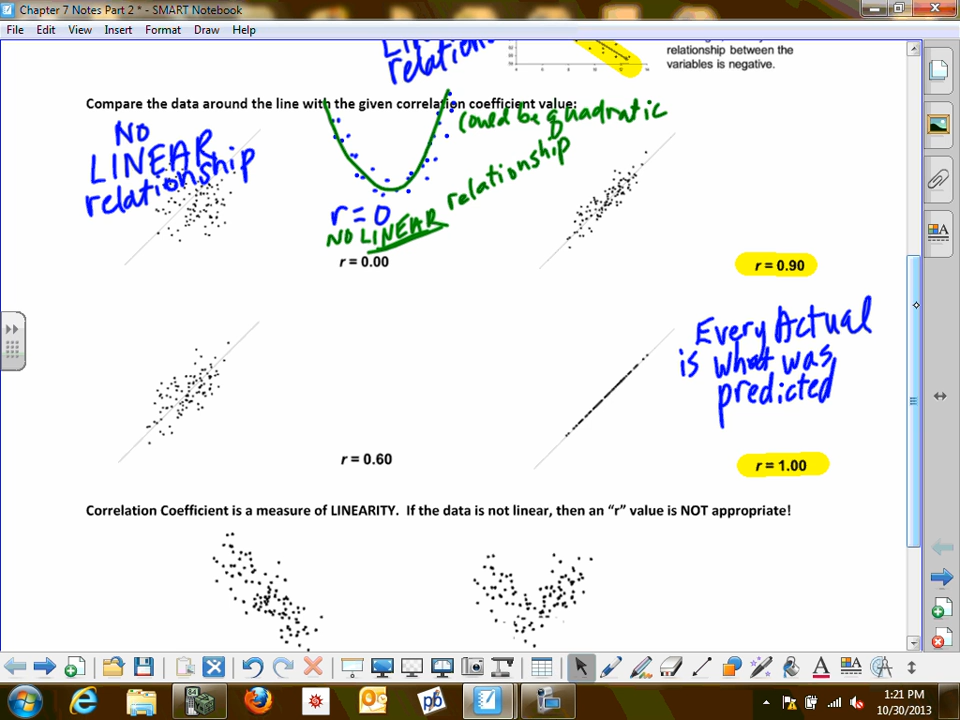 Chapter 7 Notes Part 2 * - SMART Notebook
File Edit View Insert Format Draw Help
relationship
relationship between the
variables is negative.
Compare the data around the line with the given correlation coefficient value:
NO
LINEAR
relationship
could be quadratic
relationship
r = 0
NO LINEAR
r = 0.00
r = 0.90
Every Actual
is what was
predicted
r = 0.60
r = 1.00
Correlation Coefficient is a measure of LINEARITY. If the data is not linear, then an “r” value is NOT appropriate!
1:21 PM
10/30/2013